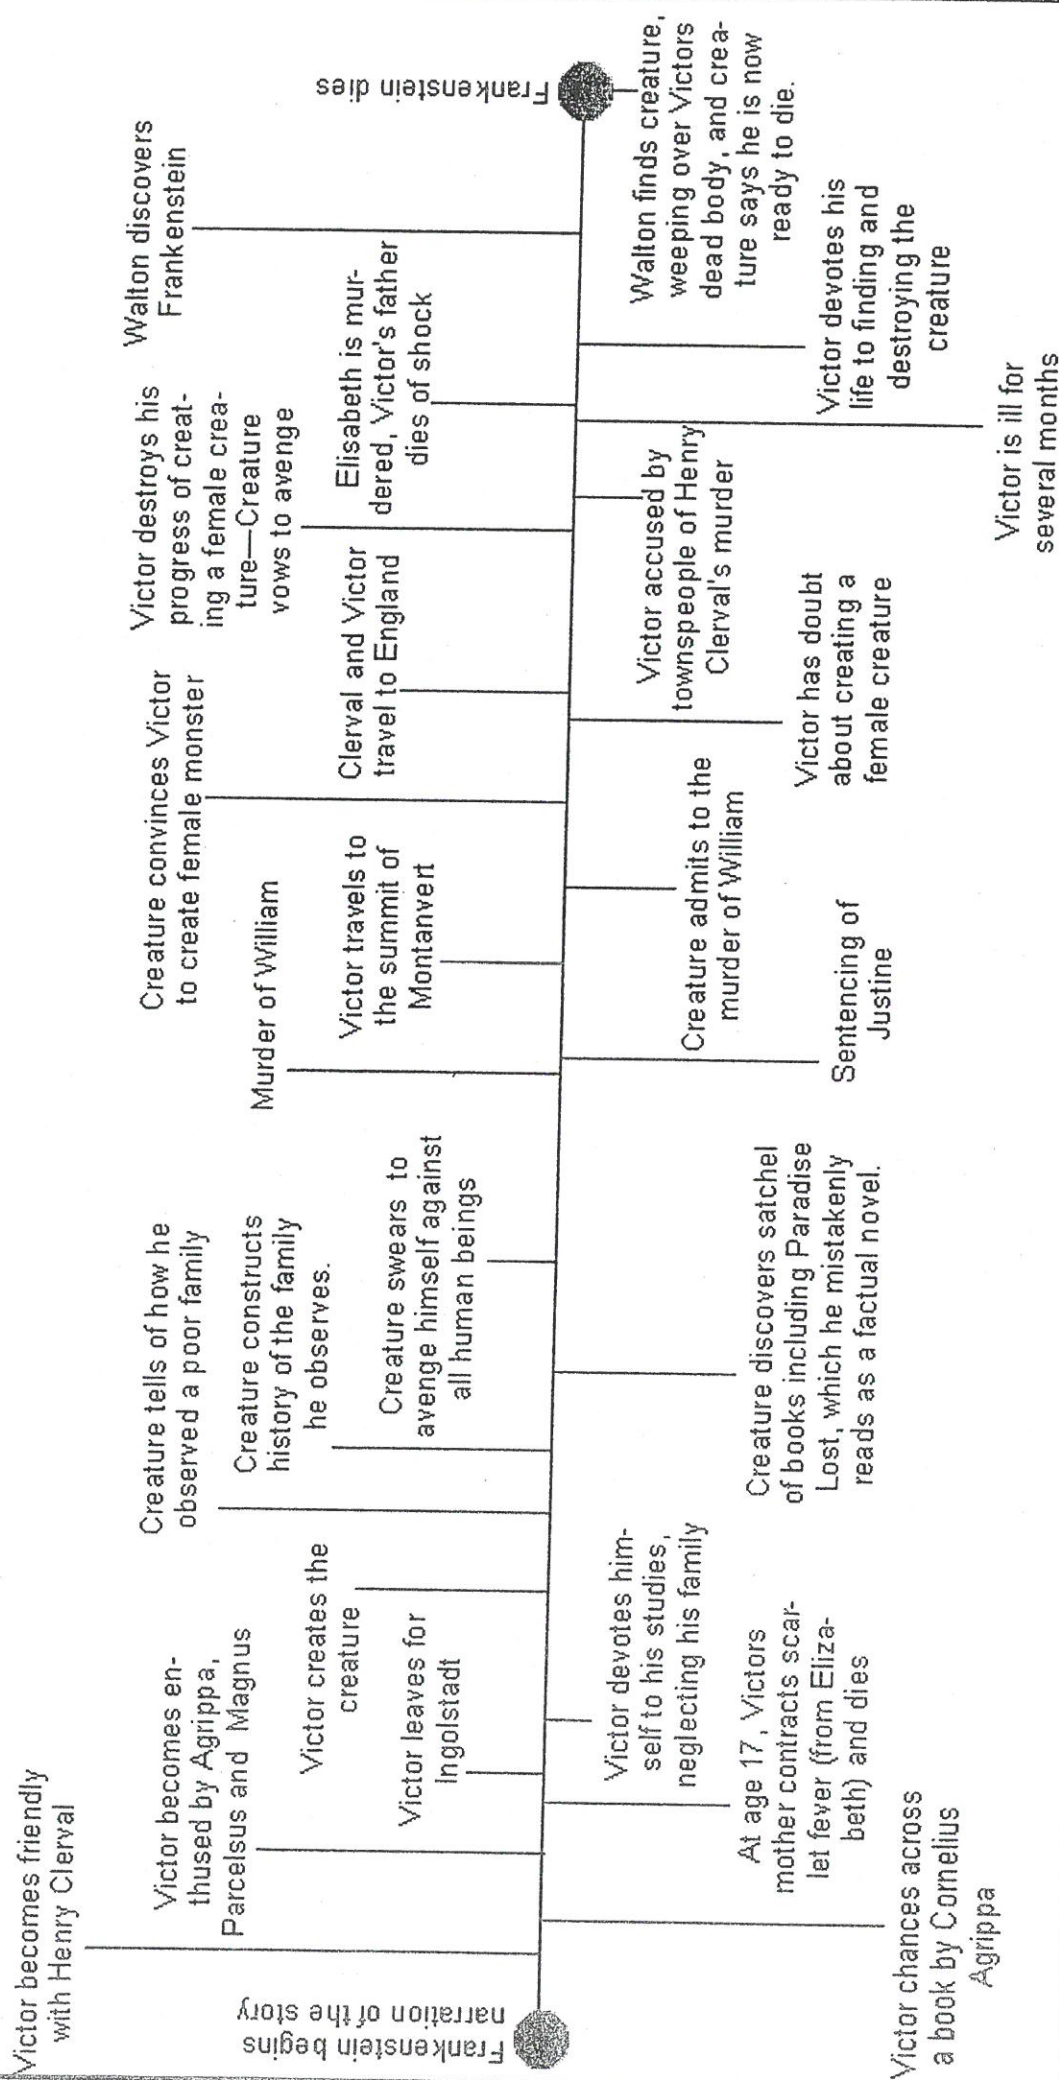 Frankenstein begins
narration of the story
Victor becomes friendly
with Henry Clerval
Victor chances across
a book by Cornelius
Agrippa
Victor becomes en-
thused by Agrippa,
Parcelsus and Magnus
At age 17, Victors
mother contracts scar-
let fever (from Eliza-
beth) and dies
Victor leaves for
Ingolstadt
Victor devotes him-
self to his studies,
neglecting his family
Victor creates the
creature
Creature tells of how he
observed a poor family
Creature constructs
history of the family
he observes.
Creature discovers satchel
of books including Paradise
Lost, which he mistakenly
reads as a factual novel.
Creature swears to
avenge himself against
all human beings
Murder of William
Sentencing of
Justine
Victor travels to
the summit of
Montanvert
Creature admits to the
murder of William
Creature convinces Victor
to create female monster
Victor has doubt
about creating a
female creature
Clerval and Victor
travel to England
Victor destroys his
progress of creat-
ing a female crea-
ture—Creature
vows to avenge
Victor accused by
townspeople of Henry
Clerval's murder
Victor is ill for
several months
Elisabeth is mur-
dered, Victor's father
dies of shock
Victor devotes his
life to finding and
destroying the
creature
Walton discovers
Frankenstein
Frankenstein dies
Walton finds creature,
weeping over Victors
dead body, and crea-
ture says he is now
ready to die.